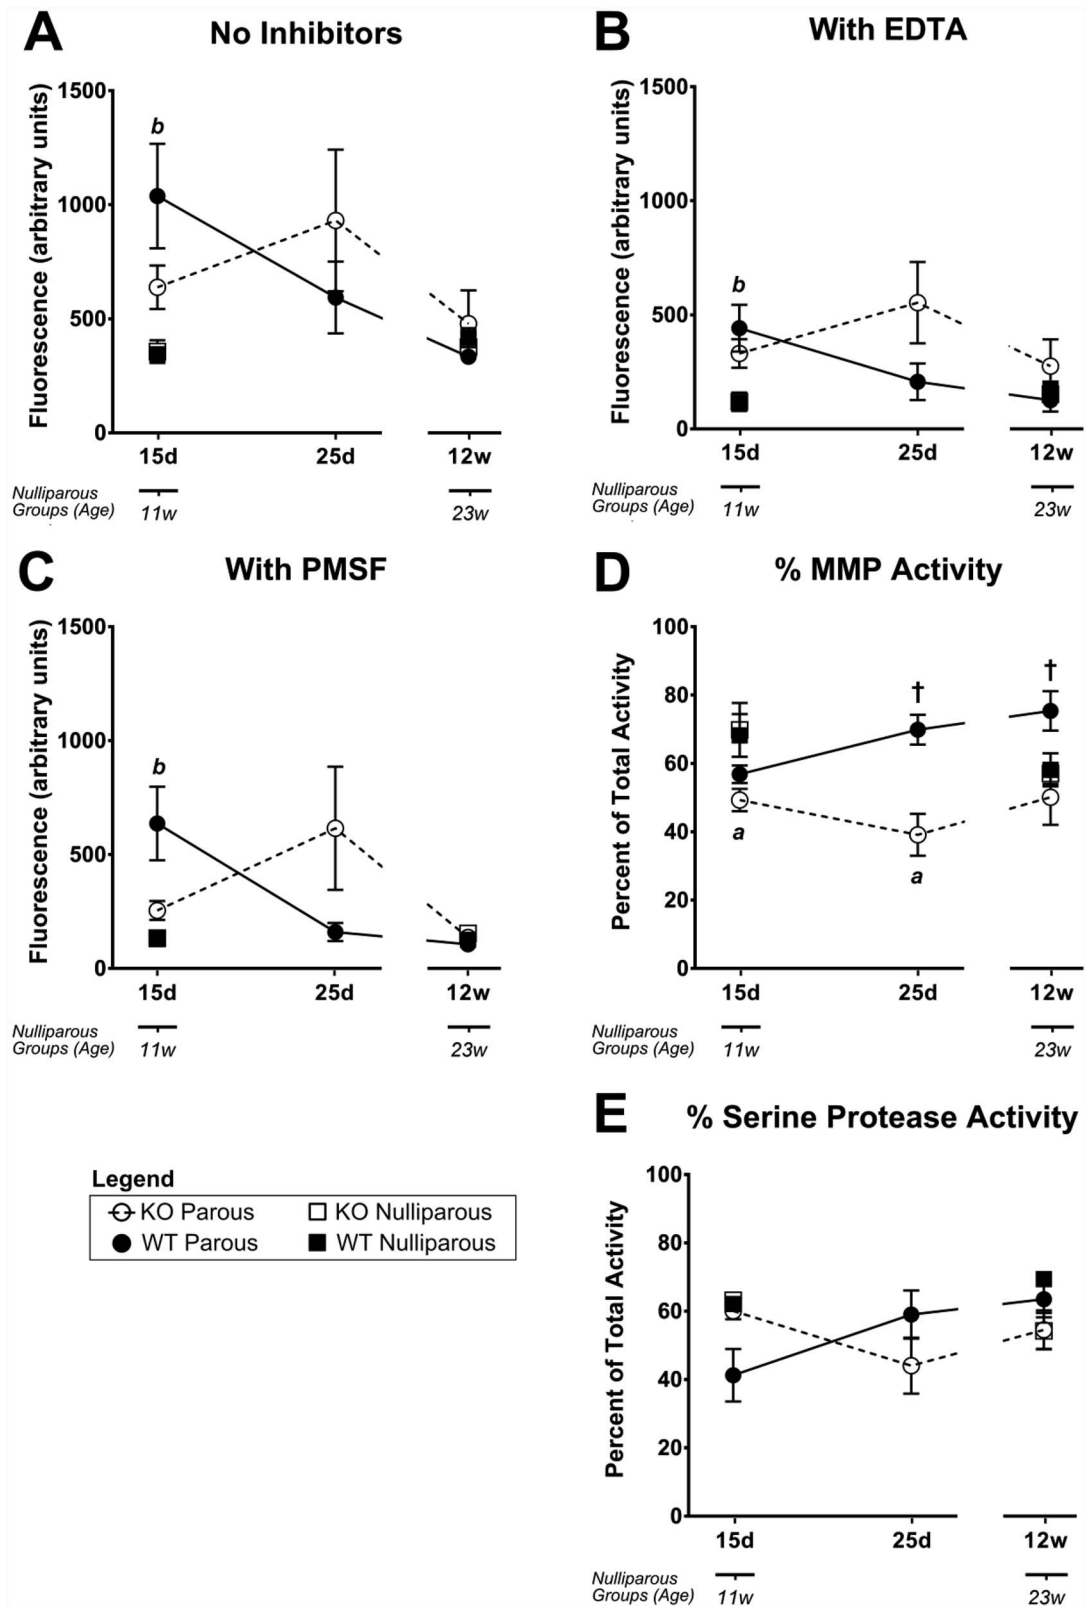 A
No Inhibitors
Fluorescence (arbitrary units)
1500
1000
500
0
b
15d
25d
12w
Nulliparous
Groups (Age)
11w
23w
B
With EDTA
Fluorescence (arbitrary units)
1500
1000
500
0
b
15d
25d
12w
Nulliparous
Groups (Age)
11w
23w
C
With PMSF
Fluorescence (arbitrary units)
1500
1000
500
0
b
15d
25d
12w
Nulliparous
Groups (Age)
11w
23w
D
% MMP Activity
Percent of Total Activity
100
80
60
40
20
0
†
†
a
a
15d
25d
12w
Nulliparous
Groups (Age)
11w
23w
E
% Serine Protease Activity
Percent of Total Activity
100
80
60
40
20
0
15d
25d
12w
Nulliparous
Groups (Age)
11w
23w
Legend
KO Parous
KO Nulliparous
WT Parous
WT Nulliparous